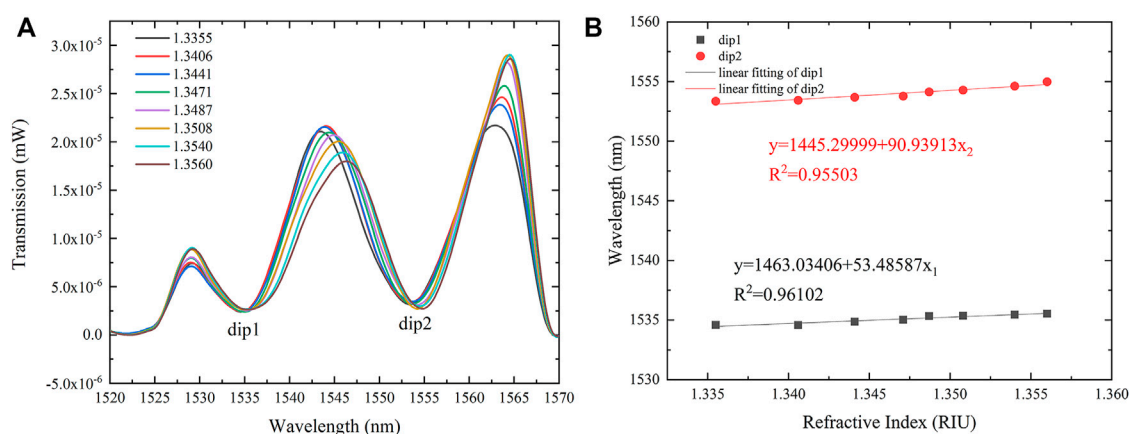 A
3.0x10⁻⁵
2.5x10⁻⁵
2.0x10⁻⁵
1.5x10⁻⁵
1.0x10⁻⁵
5.0x10⁻⁶
0.0
-5.0x10⁻⁶
Transmission (mW)
1.3355
1.3406
1.3441
1.3471
1.3487
1.3508
1.3540
1.3560
dip1
dip2
1520 1525 1530 1535 1540 1545 1550 1555 1560 1565 1570
Wavelength (nm)
B
1560
1555
1550
1545
1540
1535
1530
Wavelength (nm)
dip1
dip2
linear fitting of dip1
linear fitting of dip2
y=1445.29999+90.93913x₂
R²=0.95503
y=1463.03406+53.48587x₁
R²=0.96102
1.335 1.340 1.345 1.350 1.355 1.360
Refractive Index (RIU)